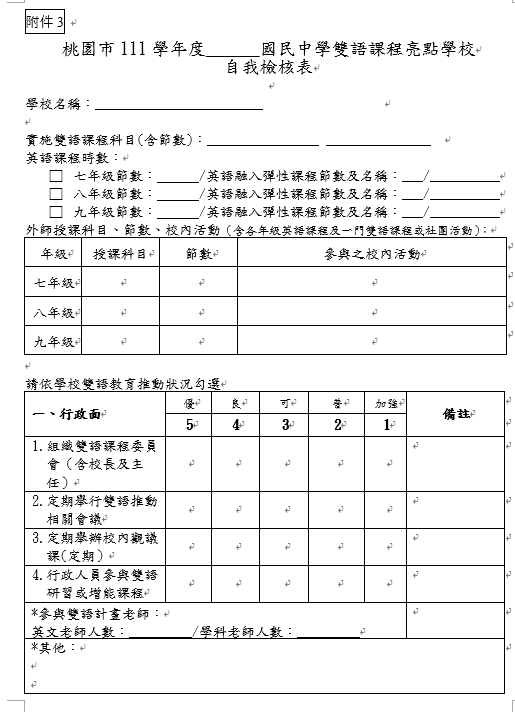 附件 3
桃園市 111 學年度______國民中學雙語課程亮點學校
自我檢核表
學校名稱：
實施雙語課程科目(含節數)：
英語課程時數：
□ 七年級節數：______/英語融入彈性課程節數及名稱：___/________
□ 八年級節數：______/英語融入彈性課程節數及名稱：___/________
□ 九年級節數：______/英語融入彈性課程節數及名稱：___/________
外師授課科目、節數、校內活動（含各年級英語課程及一門雙語課程或社團活動）：
年級 授課科目 節數 參與之校內活動
七年級
八年級
九年級
請依學校雙語教育推動狀況勾選
一、行政面 優 良 可 普 加強 備註
5 4 3 2 1
1. 組織雙語課程委員
會（含校長及主
任）
2. 定期舉行雙語推動
相關會議
3. 定期舉辦校內觀議
課(定期）
4. 行政人員參與雙語
研習或增能課程
*參與雙語計畫老師：
英文老師人數：________/學科老師人數：________
*其他：